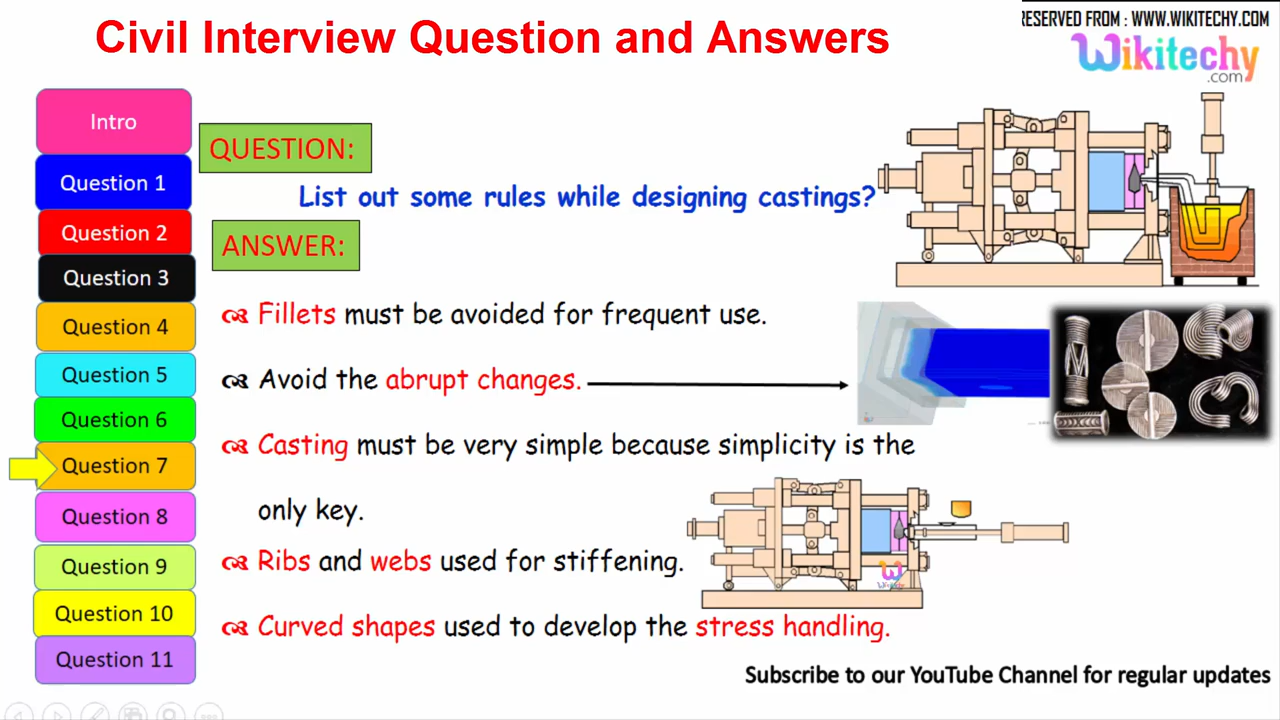 RESERVED FROM : WWW.WIKITECHY.COM
Civil Interview Question and Answers
Wikitechy
.com
Intro
Question 1
Question 2
Question 3
Question 4
Question 5
Question 6
Question 7
Question 8
Question 9
Question 10
Question 11
QUESTION:
List out some rules while designing castings?
ANSWER:
Fillets must be avoided for frequent use.
Avoid the abrupt changes.
Casting must be very simple because simplicity is the
only key.
Ribs and webs used for stiffening.
Curved shapes used to develop the stress handling.
Subscribe to our YouTube Channel for regular updates